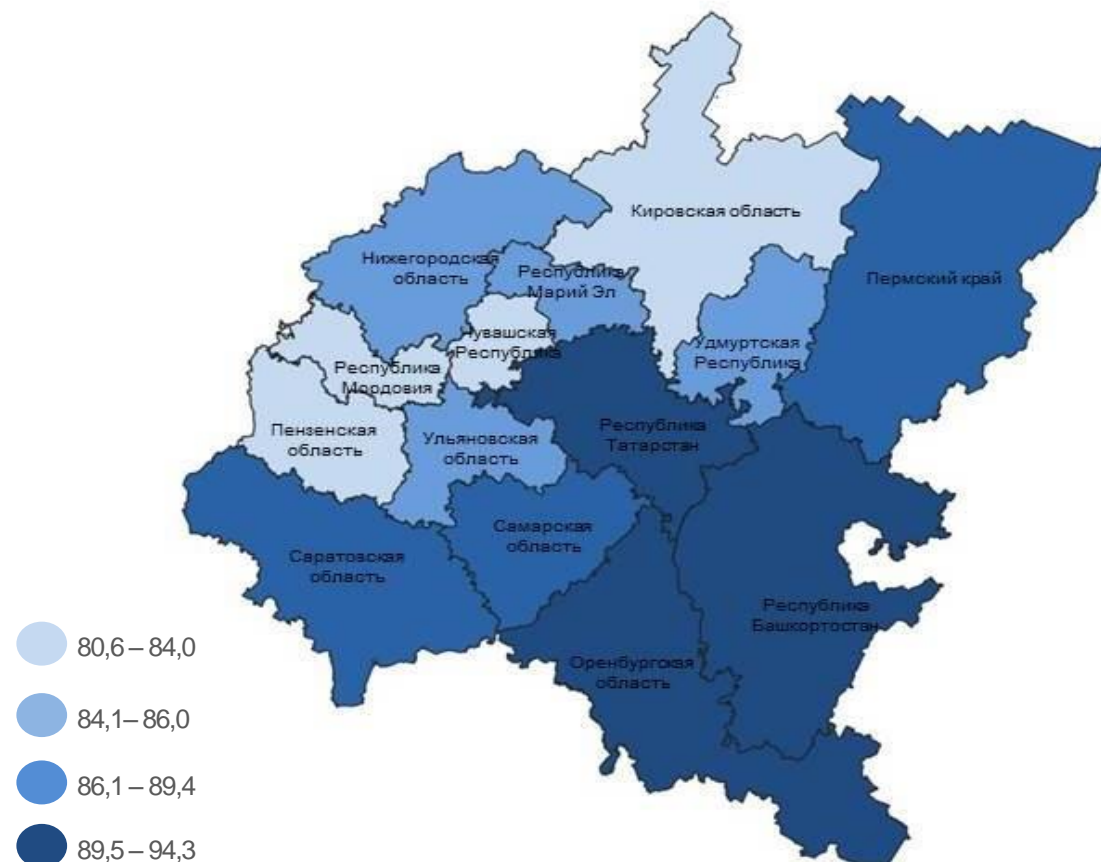 Кировская область
Пермский край
Нижегородская
область
Республика
Марий Эл
Чувашская
Республика
Удмуртская
Республика
Республика
Мордовия
Пензенская
область
Ульяновская
область
Республика
Татарстан
Самарская
область
Саратовская
область
Республика
Башкортостан
Оренбургская
область
80,6 – 84,0
84,1– 86,0
86,1 – 89,4
89,5 – 94,3